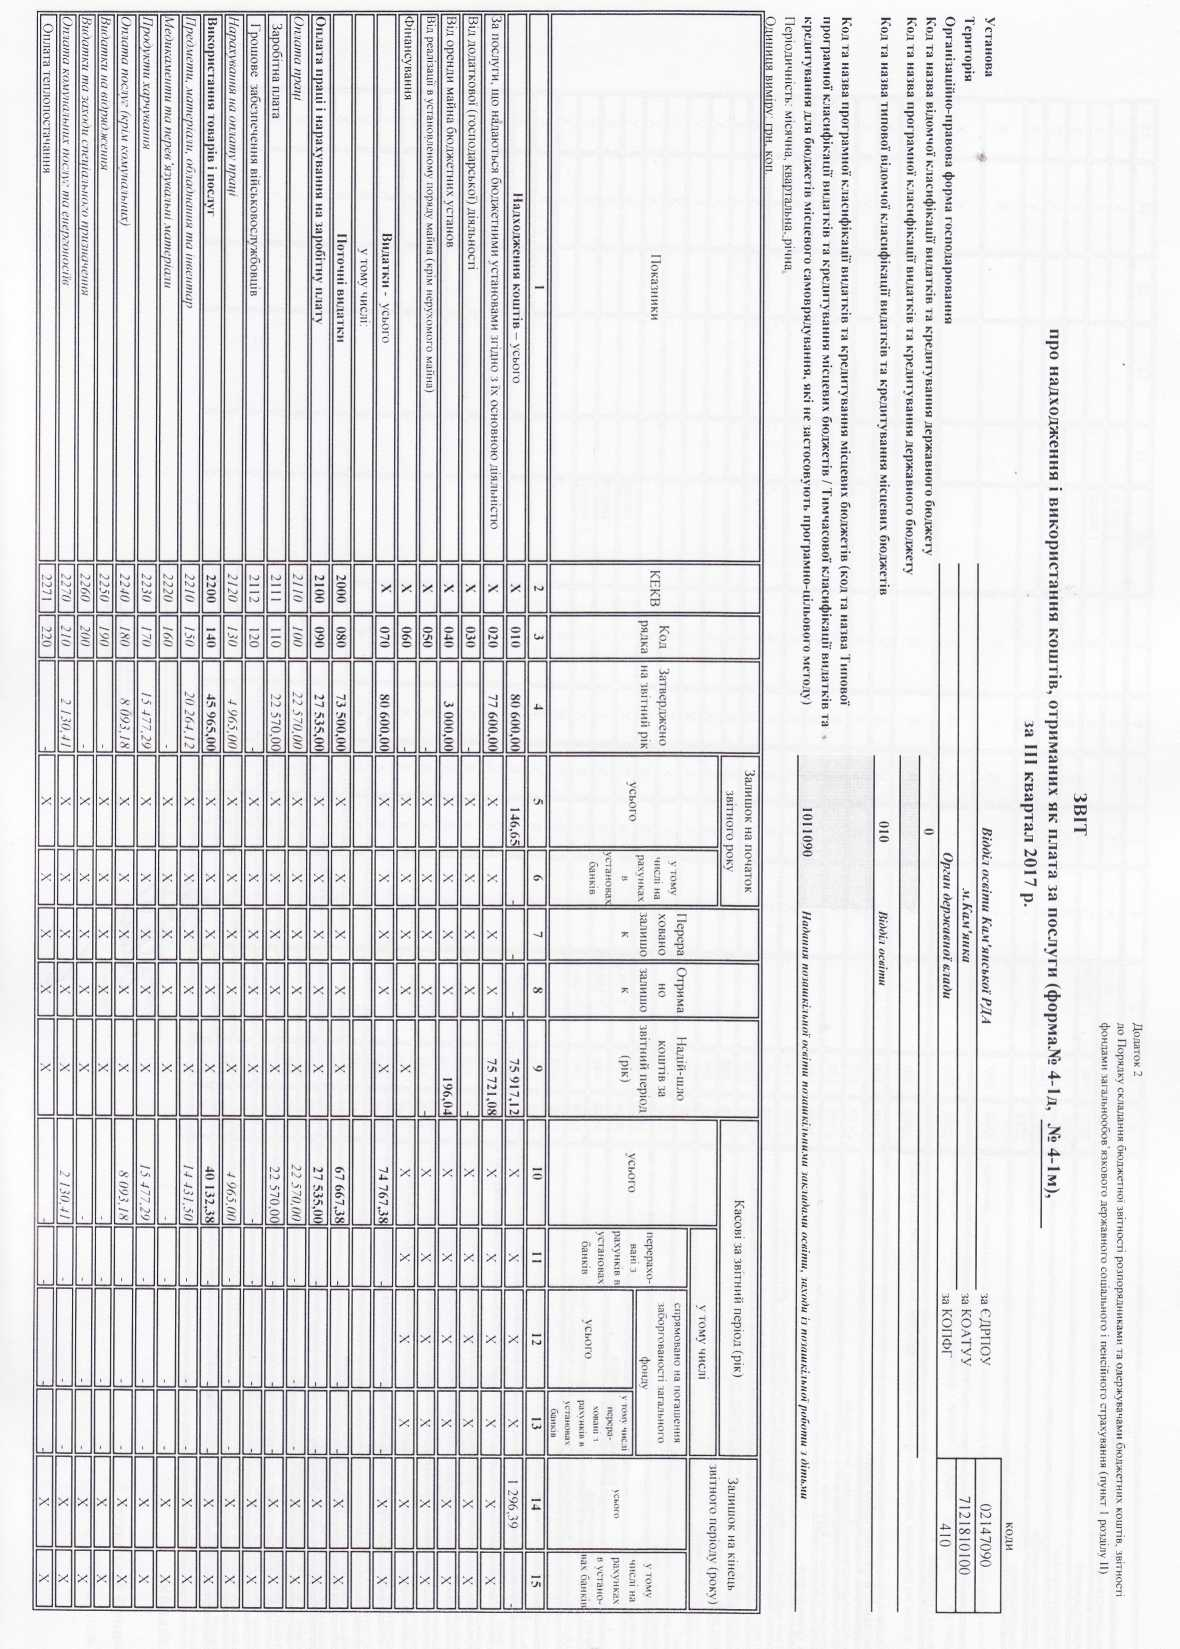 Додаток 2
до Порядку складання бюджетної звітності розпорядниками та одержувачами бюджетних коштів, звітності
фондами загальнообов'язкового державного соціального і пенсійного страхування (пункт 1 розділу II)
ЗВІТ
про надходження і використання коштів, отриманих як плата за послуги (форма № 4-1д, № 4-1м),
за III квартал 2017 р.
коди
Установа Відділ освіти Кам'янської РДА за ЄДРПОУ 02147090
Територія м.Кам'янка за КОАТУУ 7121810100
Організаційно-правова форма господарювання Орган державної влади за КОПФГ 410
Код та назва відомчої класифікації видатків та кредитування державного бюджету 0
Код та назва програмної класифікації видатків та кредитування державного бюджету
Код та назва типової відомчої класифікації видатків та кредитування місцевих бюджетів 010 Відділ освіти
Код та назва програмної класифікації видатків та кредитування місцевих бюджетів (код та назва Типової
програмної класифікації видатків та кредитування місцевих бюджетів / Тимчасової класифікації видатків та
кредитування для бюджетів місцевого самоврядування, які не застосовують програмно-цільового методу) 1011090 Надання позашкільної освіти позашкільними закладами освіти, заходи із позашкільної роботи з дітьми
Періодичність: місячна, квартальна, річна.
Одиниця виміру: грн, коп.
Показники КЕКВ Код рядка Затверджено на звітний рік Залишок на початок звітного року Перераховано залишок Отримано залишок Надій-шло коштів за звітний період (рік) Касові за звітний період (рік) Залишок на кінець звітного періоду (року)
усього у тому числі на рахунках в установах банків усього у тому числі усього у тому числі на рахунках в устано-вах банків
перерахо-вані з рахунків в установах банків спрямовано на погашення заборгованості загального фонду
усього у тому числі перера-ховані з рахунків в установах банків
1 2 3 4 5 6 7 8 9 10 11 12 13 14 15
Надходження коштів – усього X 010 80 600,00 146,65 - - - 75 917,12 X X X X 1 296,39 -
За послуги, що надаються бюджетними установами згідно з їх основною діяльністю X 020 77 600,00 X X X X 75 721,08 X X X X X X
Від додаткової (господарської) діяльності X 030 - X X X X - X X X X X X
Від оренди майна бюджетних установ X 040 3 000,00 X X X X 196,04 X X X X X X
Від реалізації в установленому порядку майна (крім нерухомого майна) X 050 - X X X X - X X X X X X
Фінансування X 060 - X X X X X X X X X X X
Видатки - усього X 070 80 600,00 X X X X X 74 767,38 - - - X X
у тому числі:
Поточні видатки 2000 080 73 500,00 X X X X X 67 667,38 - - - X X
Оплата праці і нарахування на заробітну плату 2100 090 27 535,00 X X X X X 27 535,00 - - - X X
Оплата праці 2110 100 22 570,00 X X X X X 22 570,00 - - - X X
Заробітна плата 2111 110 22 570,00 X X X X X 22 570,00 - - - X X
Грошове забезпечення військовослужбовців 2112 120 - X X X X X - - - - X X
Нарахування на оплату праці 2120 130 4 965,00 X X X X X 4 965,00 - - - X X
Використання товарів і послуг 2200 140 45 965,00 X X X X X 40 132,38 - - - X X
Предмети, матеріали, обладнання та інвентар 2210 150 20 264,12 X X X X X 14 431,50 - - - X X
Медикаменти та перев'язувальні матеріали 2220 160 - X X X X X - - - - X X
Продукти харчування 2230 170 15 477,29 X X X X X 15 477,29 - - - X X
Оплата послуг (крім комунальних) 2240 180 8 093,18 X X X X X 8 093,18 - - - X X
Видатки на відрядження 2250 190 - X X X X X - - - - X X
Видатки та заходи спеціального призначення 2260 200 - X X X X X - - - - X X
Оплата комунальних послуг та енергоносіїв 2270 210 2 130,41 X X X X X 2 130,41 - - - X X
Оплата теплопостачання 2271 220 - X X X X X - - - - X X